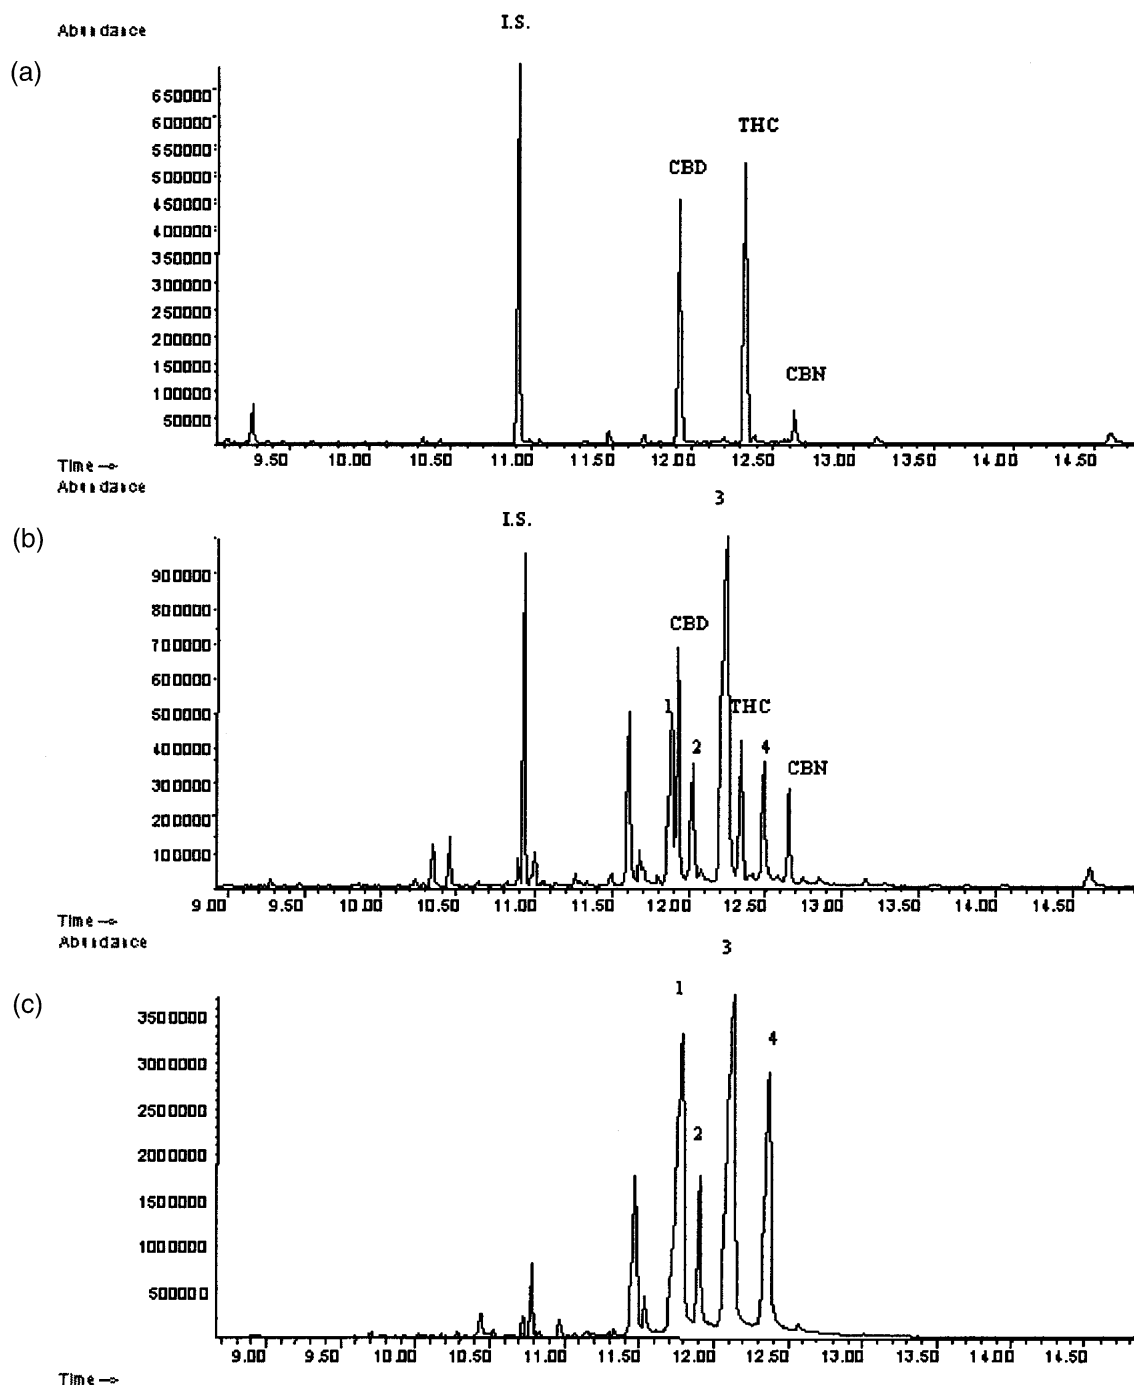 I.S.
Abundance
(a)
650000
THC
600000
550000
CBD
500000
450000
400000
350000
300000
250000
200000
CBN
150000
100000
50000
9.50 10.00 10.50 11.00 11.50 12.00 12.50 13.00 13.50 14.00 14.50
Time -->
Abundance
3
I.S.
(b)
900000
800000
CBD
700000
600000
1 THC
500000
2 4
400000
CBN
300000
200000
100000
9.00 9.50 10.00 10.50 11.00 11.50 12.00 12.50 13.00 13.50 14.00 14.50
Time -->
Abundance
3
1
(c)
3500000
4
3000000
2500000
2
2000000
1500000
1000000
500000
9.00 9.50 10.00 10.50 11.00 11.50 12.00 12.50 13.00 13.50 14.00 14.50
Time -->